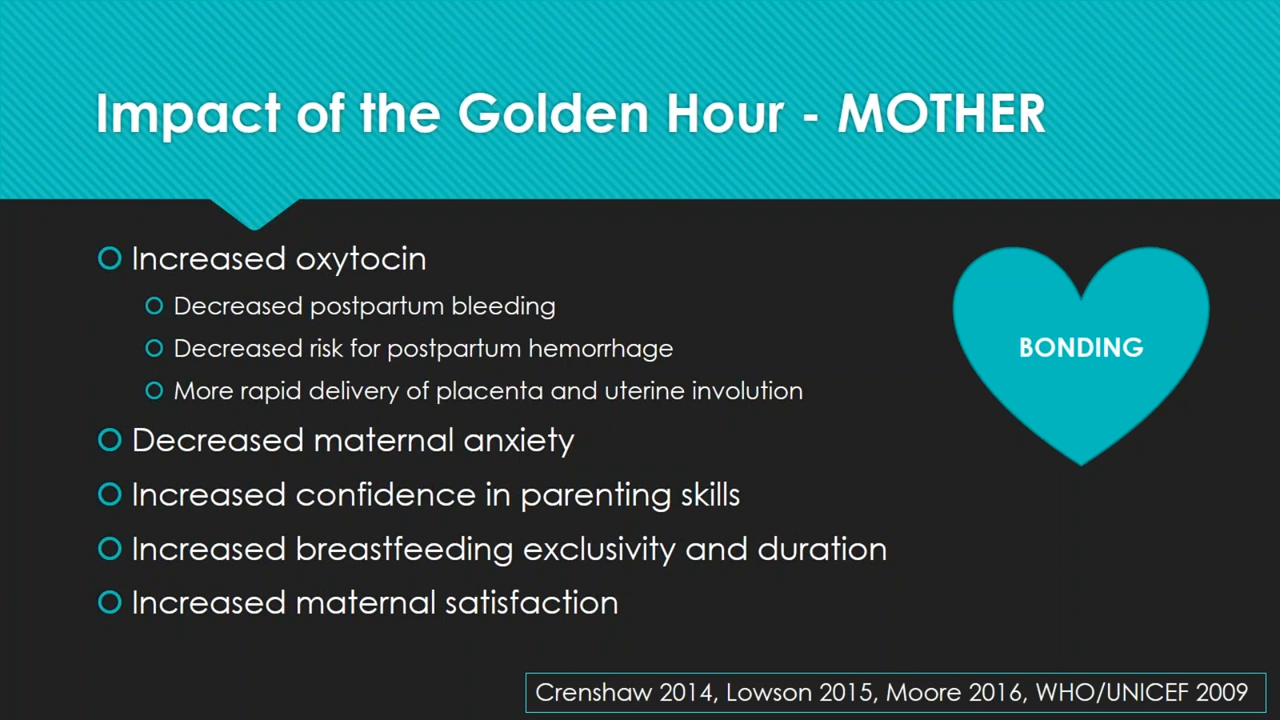 Impact of the Golden Hour - MOTHER
Increased oxytocin
Decreased postpartum bleeding
Decreased risk for postpartum hemorrhage
More rapid delivery of placenta and uterine involution
Decreased maternal anxiety
Increased confidence in parenting skills
Increased breastfeeding exclusivity and duration
Increased maternal satisfaction
BONDING
Crenshaw 2014, Lowson 2015, Moore 2016, WHO/UNICEF 2009